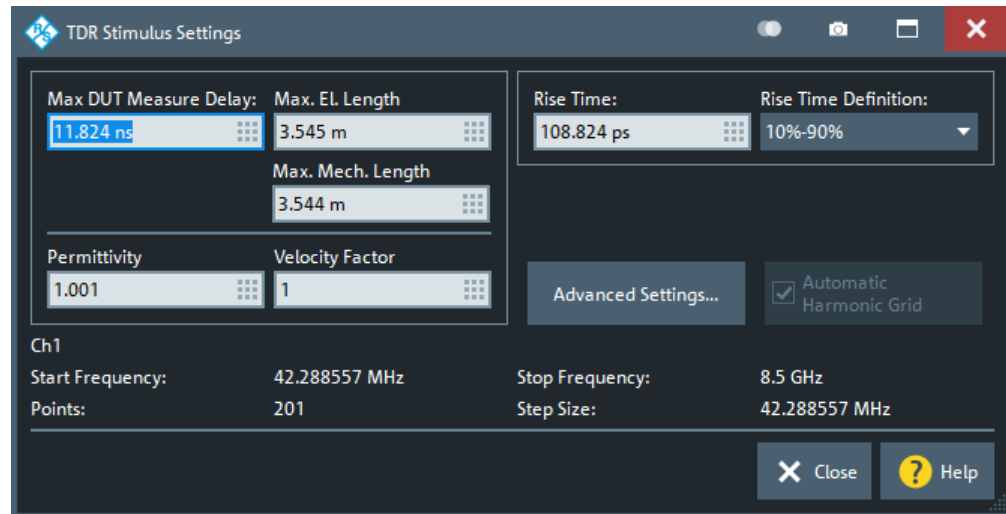 TDR Stimulus Settings
Max DUT Measure Delay: Max. El. Length Rise Time: Rise Time Definition:
11.824 ns 3.545 m 108.824 ps 10%-90%
Max. Mech. Length
3.544 m
Permittivity Velocity Factor
1.001 1 Advanced Settings... Automatic
Harmonic Grid
Ch1
Start Frequency: 42.288557 MHz Stop Frequency: 8.5 GHz
Points: 201 Step Size: 42.288557 MHz
Close ? Help